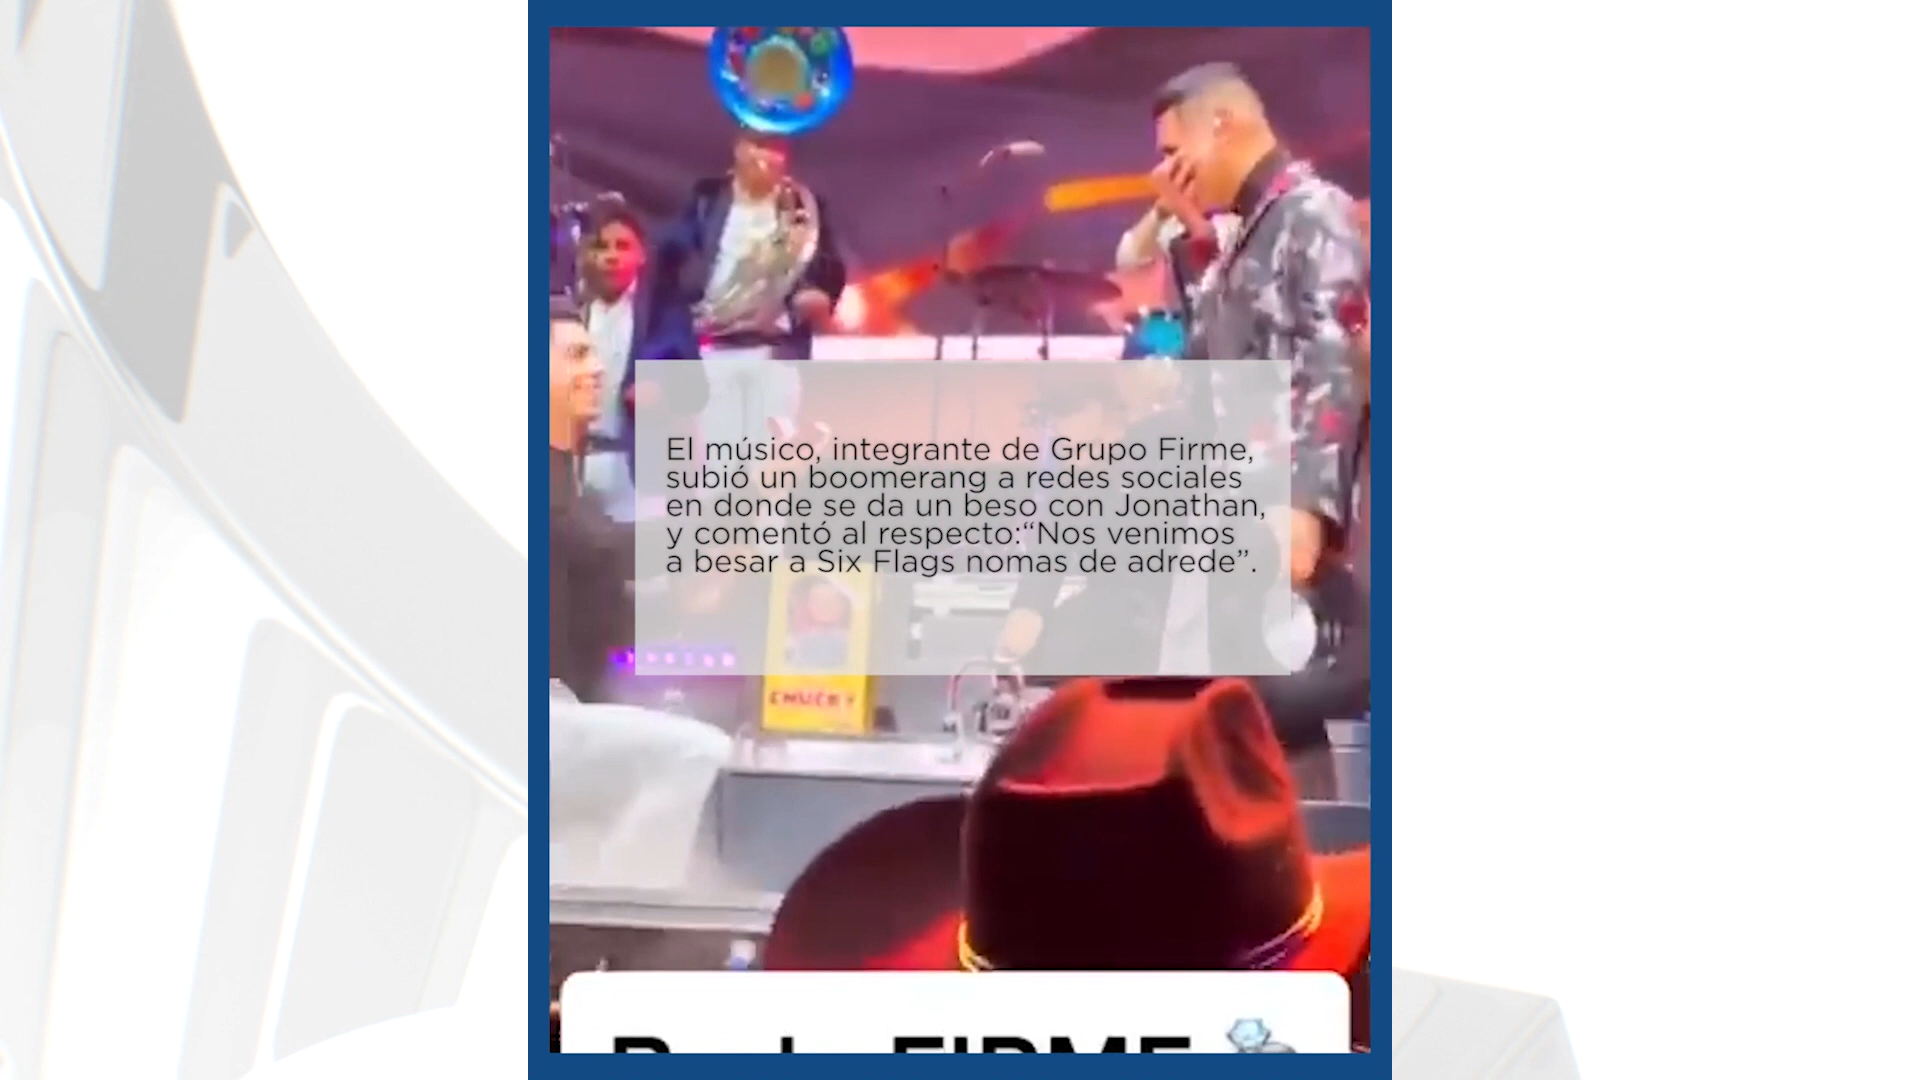 El músico, integrante de Grupo Firme,
subió un boomerang a redes sociales
en donde se da un beso con Jonathan,
y comentó al respecto:“Nos venimos
a besar a Six Flags nomas de adrede”.
CHUCKY
FIRME